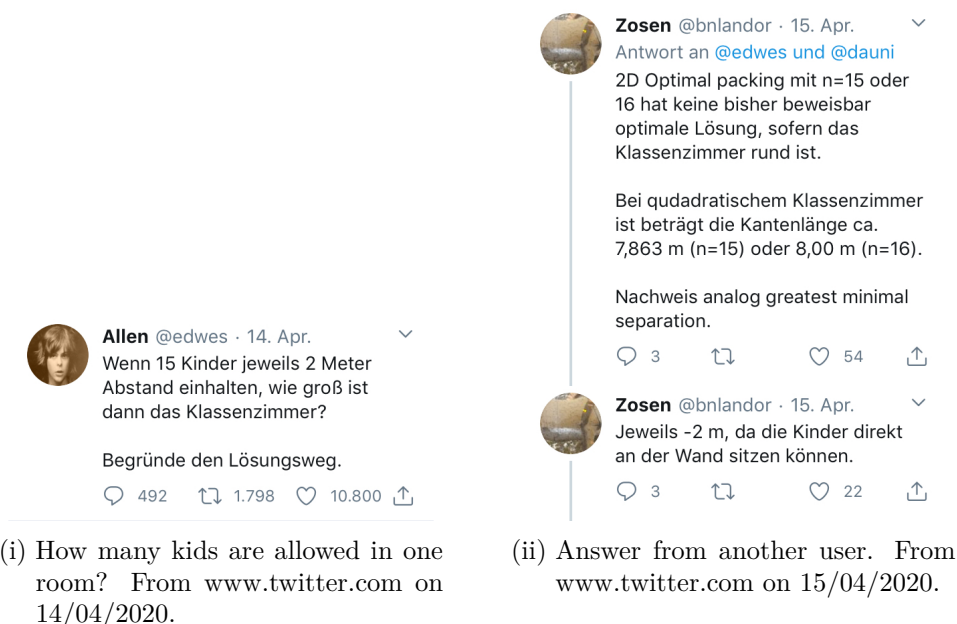 Allen @edwes · 14. Apr.
Wenn 15 Kinder jeweils 2 Meter
Abstand einhalten, wie groß ist
dann das Klassenzimmer?
Begründe den Lösungsweg.
492 1.798 10.800
(i) How many kids are allowed in one
room? From www.twitter.com on
14/04/2020.
Zosen @bnlandor · 15. Apr.
Antwort an @edwes und @dauni
2D Optimal packing mit n=15 oder
16 hat keine bisher beweisbar
optimale Lösung, sofern das
Klassenzimmer rund ist.
Bei qudadratischem Klassenzimmer
ist beträgt die Kantenlänge ca.
7,863 m (n=15) oder 8,00 m (n=16).
Nachweis analog greatest minimal
separation.
3 54
Zosen @bnlandor · 15. Apr.
Jeweils -2 m, da die Kinder direkt
an der Wand sitzen können.
3 22
(ii) Answer from another user. From
www.twitter.com on 15/04/2020.